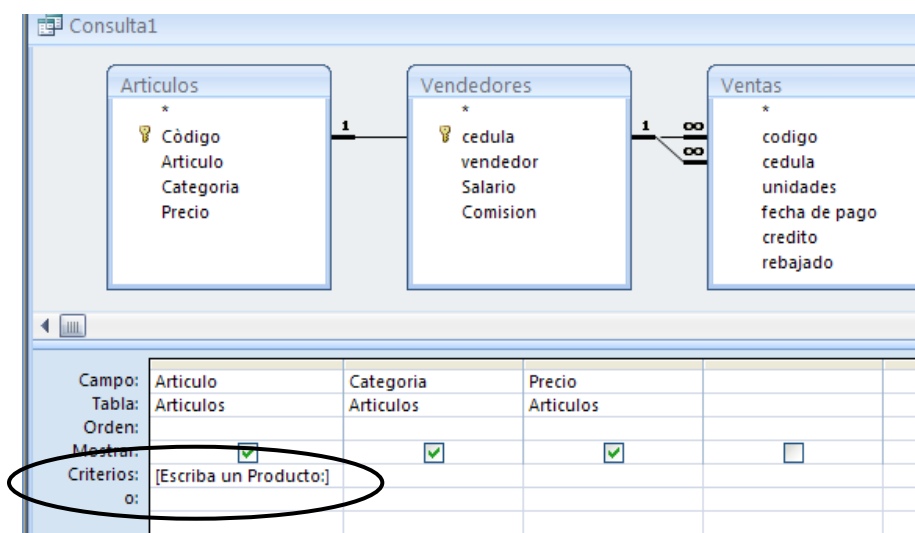 Consulta1
Articulos
*
Còdigo
Articulo
Categoria
Precio
1
Vendedores
*
cedula
vendedor
Salario
Comision
1 ∞
∞
Ventas
*
codigo
cedula
unidades
fecha de pago
credito
rebajado
Campo: Articulo Categoria Precio
Tabla: Articulos Articulos Articulos
Orden:
Mostrar:
Criterios: [Escriba un Producto:]
o: